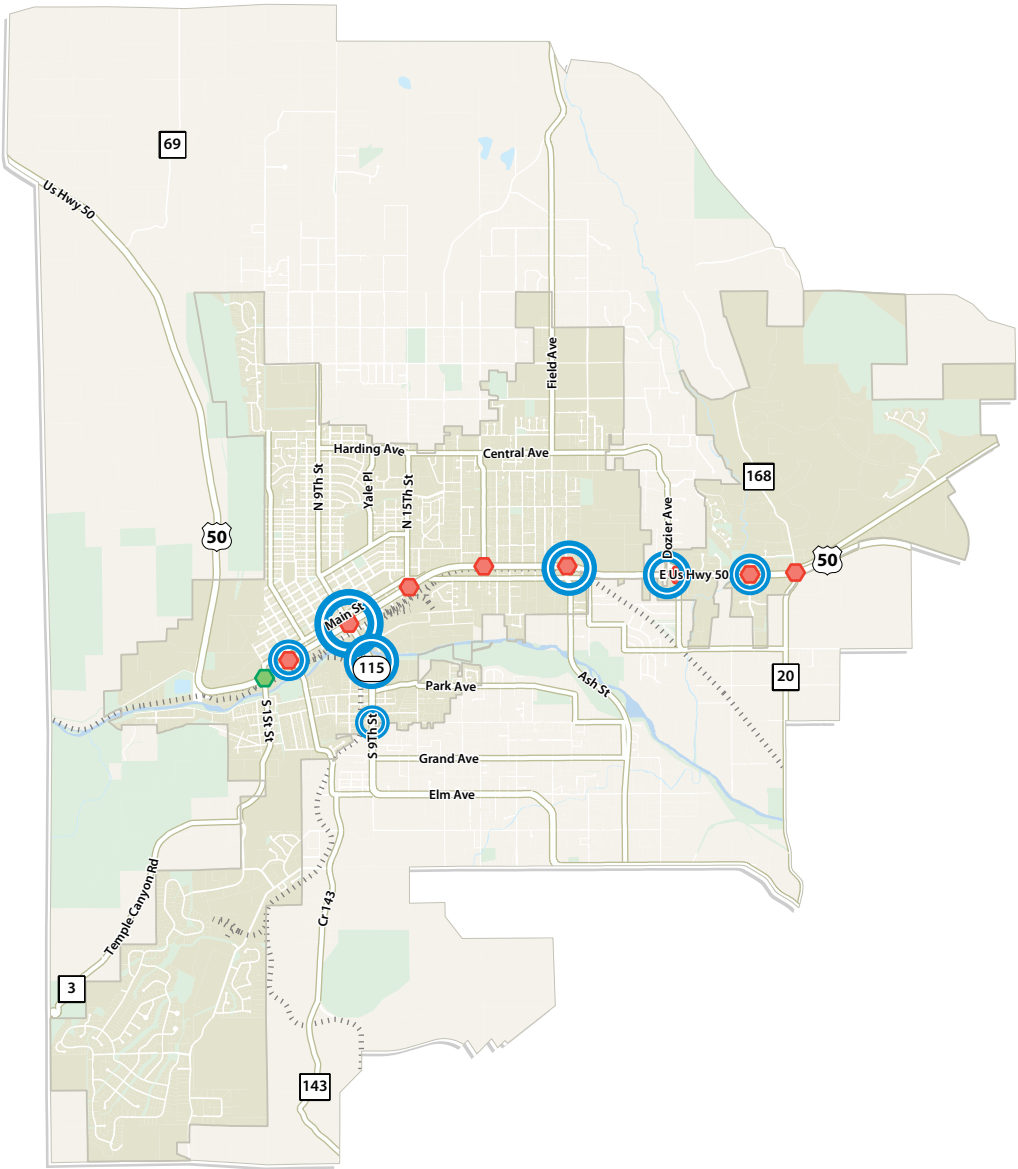 69
Us Hwy 50
Field Ave
Harding Ave
Central Ave
N 9Th St
Yale Pl
N 15Th St
168
Dozier Ave
50
50
E Us Hwy 50
Main St
115
20
Park Ave
Ash St
S 1St St
S 9Th St
Grand Ave
Elm Ave
Temple Canyon Rd
Cr 143
3
143